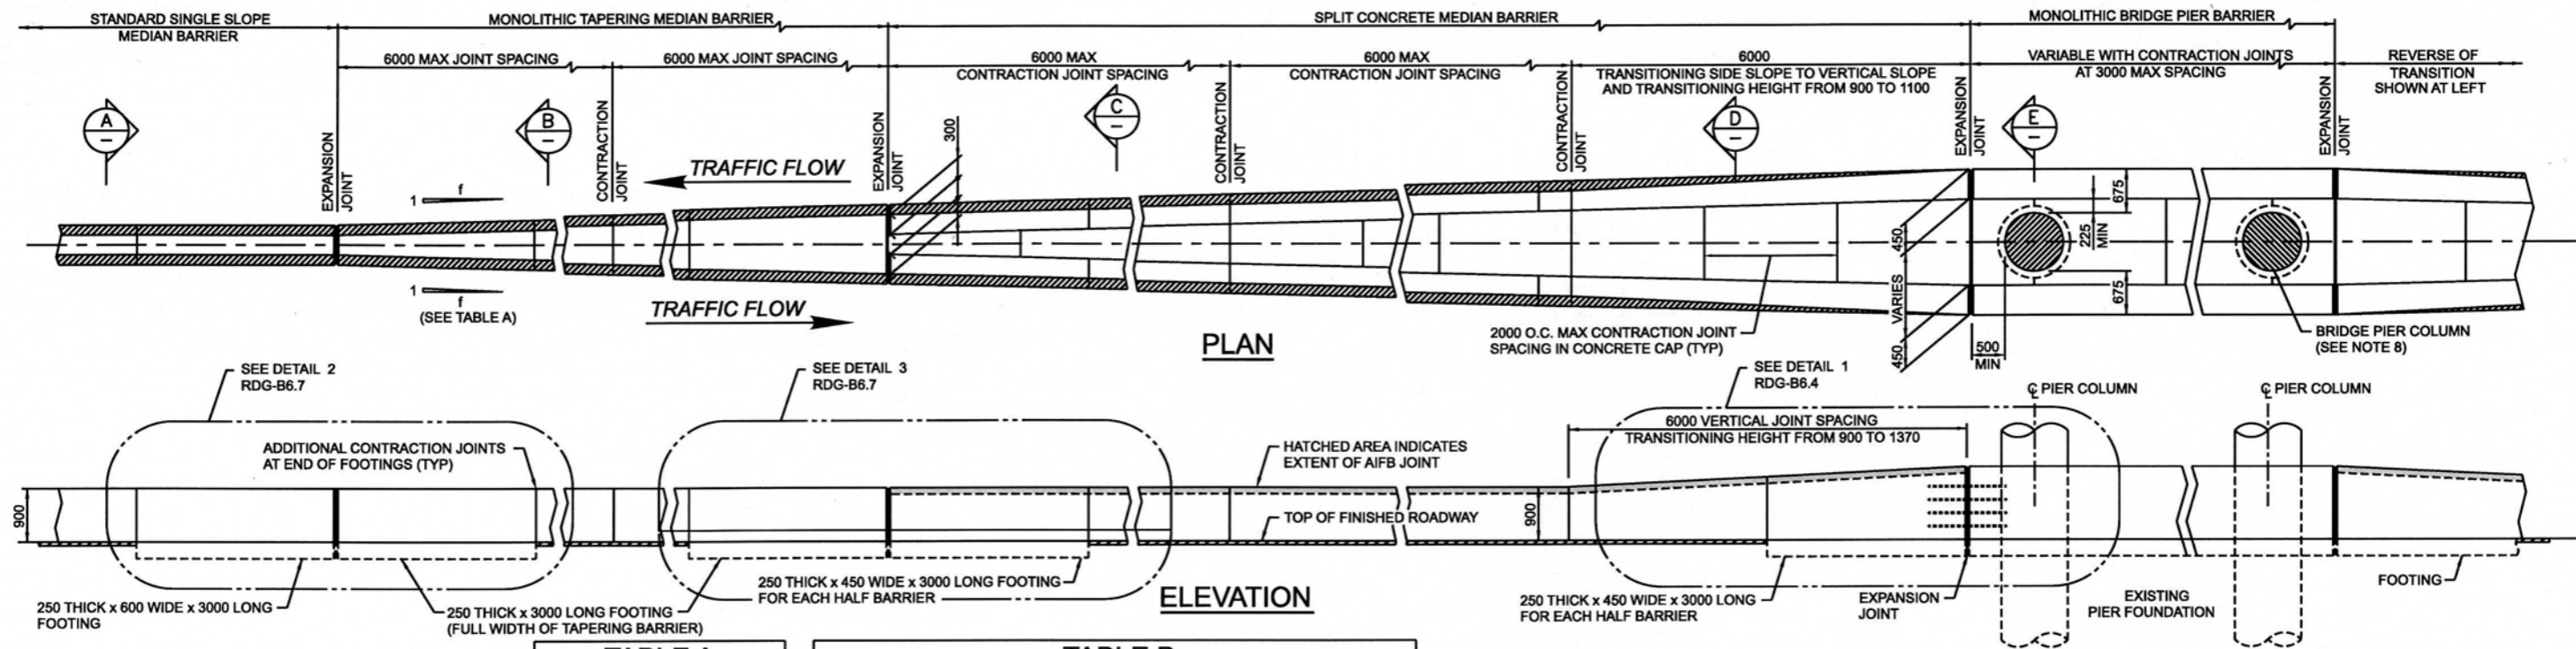 STANDARD SINGLE SLOPE
MEDIAN BARRIER
MONOLITHIC TAPERING MEDIAN BARRIER
SPLIT CONCRETE MEDIAN BARRIER
MONOLITHIC BRIDGE PIER BARRIER
6000 MAX JOINT SPACING
6000 MAX JOINT SPACING
6000 MAX
CONTRACTION JOINT SPACING
6000 MAX
CONTRACTION JOINT SPACING
6000
TRANSITIONING SIDE SLOPE TO VERTICAL SLOPE
AND TRANSITIONING HEIGHT FROM 900 TO 1100
VARIABLE WITH CONTRACTION JOINTS
AT 3000 MAX SPACING
REVERSE OF
TRANSITION
SHOWN AT LEFT
A
–
B
–
C
–
D
–
E
–
EXPANSION
JOINT
CONTRACTION
JOINT
EXPANSION
JOINT
300
CONTRACTION
JOINT
CONTRACTION
JOINT
EXPANSION
JOINT
EXPANSION
JOINT
TRAFFIC FLOW
1
f
1
f
(SEE TABLE A)
TRAFFIC FLOW
450
VARIES
450
675
225
MIN
675
500
MIN
PLAN
2000 O.C. MAX CONTRACTION JOINT
SPACING IN CONCRETE CAP (TYP)
BRIDGE PIER COLUMN
(SEE NOTE 8)
SEE DETAIL 2
RDG-B6.7
SEE DETAIL 3
RDG-B6.7
SEE DETAIL 1
RDG-B6.4
℄ PIER COLUMN
℄ PIER COLUMN
ADDITIONAL CONTRACTION JOINTS
AT END OF FOOTINGS (TYP)
HATCHED AREA INDICATES
EXTENT OF AIFB JOINT
6000 VERTICAL JOINT SPACING
TRANSITIONING HEIGHT FROM 900 TO 1370
900
TOP OF FINISHED ROADWAY
900
250 THICK x 600 WIDE x 3000 LONG
FOOTING
250 THICK x 3000 LONG FOOTING
(FULL WIDTH OF TAPERING BARRIER)
250 THICK x 450 WIDE x 3000 LONG FOOTING
FOR EACH HALF BARRIER
ELEVATION
250 THICK x 450 WIDE x 3000 LONG
FOR EACH HALF BARRIER
EXPANSION
JOINT
EXISTING
PIER FOUNDATION
FOOTING